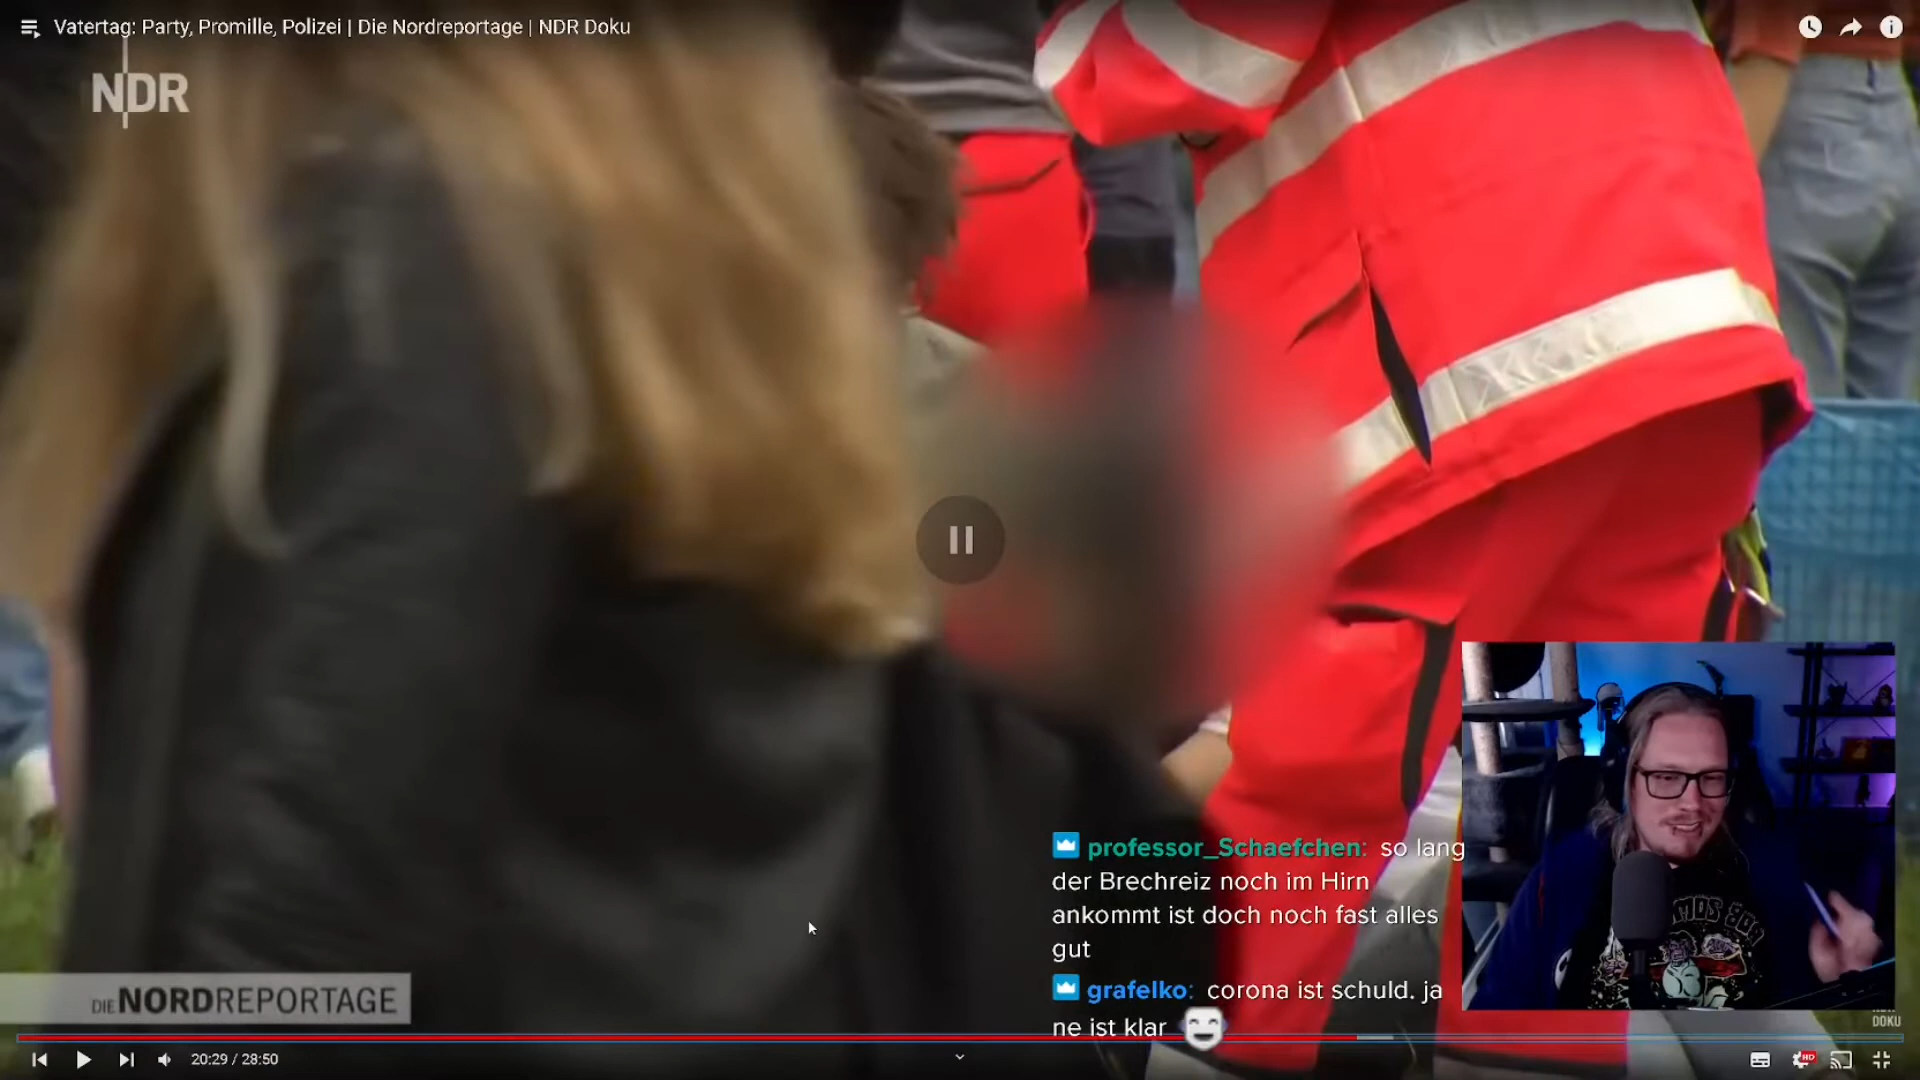 Vatertag: Party, Promille, Polizei | Die Nordreportage | NDR Doku
NDR
professor_Schaefchen: so lang
der Brechreiz noch im Hirn
ankommt ist doch noch fast alles
gut
grafelko: corona ist schuld. ja
ne ist klar
DIE NORDREPORTAGE
DOKU
20:29 / 28:50
HD